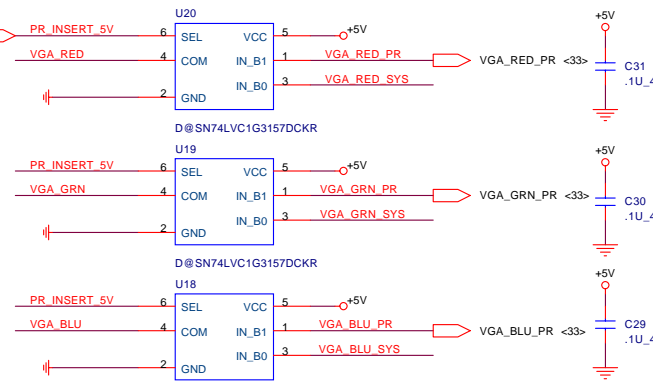 U20
+5V
PR_INSERT_5V 6 SEL VCC 5 +5V
VGA_RED 4 COM IN_B1 1 VGA_RED_PR VGA_RED_PR <33> C31
IN_B0 3 VGA_RED_SYS .1U_4
2 GND
D@SN74LVC1G3157DCKR
U19
+5V
PR_INSERT_5V 6 SEL VCC 5 +5V
VGA_GRN 4 COM IN_B1 1 VGA_GRN_PR VGA_GRN_PR <33> C30
IN_B0 3 VGA_GRN_SYS .1U_4
2 GND
D@SN74LVC1G3157DCKR
U18
+5V
PR_INSERT_5V 6 SEL VCC 5 +5V
VGA_BLU 4 COM IN_B1 1 VGA_BLU_PR VGA_BLU_PR <33> C29
IN_B0 3 VGA_BLU_SYS .1U_4
2 GND